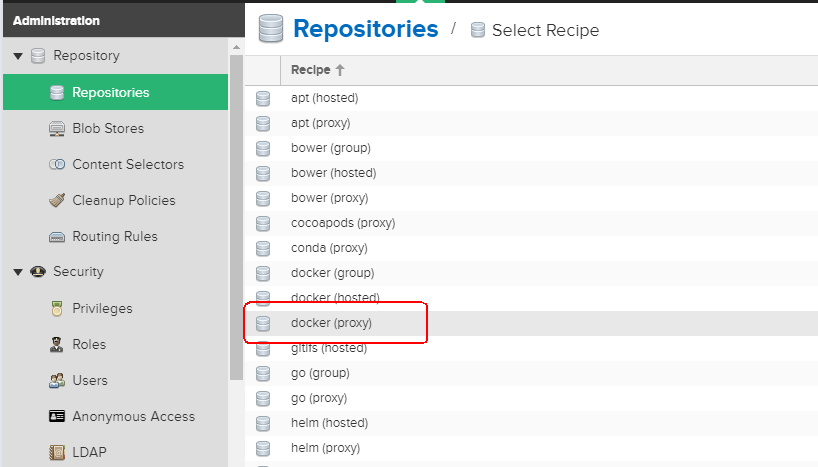 Administration
Repository
Repositories
Blob Stores
Content Selectors
Cleanup Policies
Routing Rules
Security
Privileges
Roles
Users
Anonymous Access
LDAP
Repositories / Select Recipe
Recipe
apt (hosted)
apt (proxy)
bower (group)
bower (hosted)
bower (proxy)
cocoapods (proxy)
conda (proxy)
docker (group)
docker (hosted)
docker (proxy)
gitlfs (hosted)
go (group)
go (proxy)
helm (hosted)
helm (proxy)